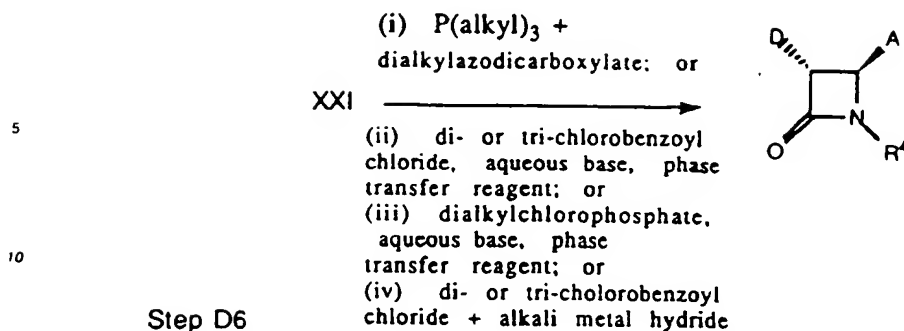 (i) P(alkyl)3 +
dialkylazodicarboxylate; or
XXI
(ii) di- or tri-chlorobenzoyl
chloride, aqueous base, phase
transfer reagent; or
(iii) dialkylchlorophosphate,
aqueous base, phase
transfer reagent; or
(iv) di- or tri-cholorobenzoyl
chloride + alkali metal hydride
D A
N
O R4
5
10
Step D6